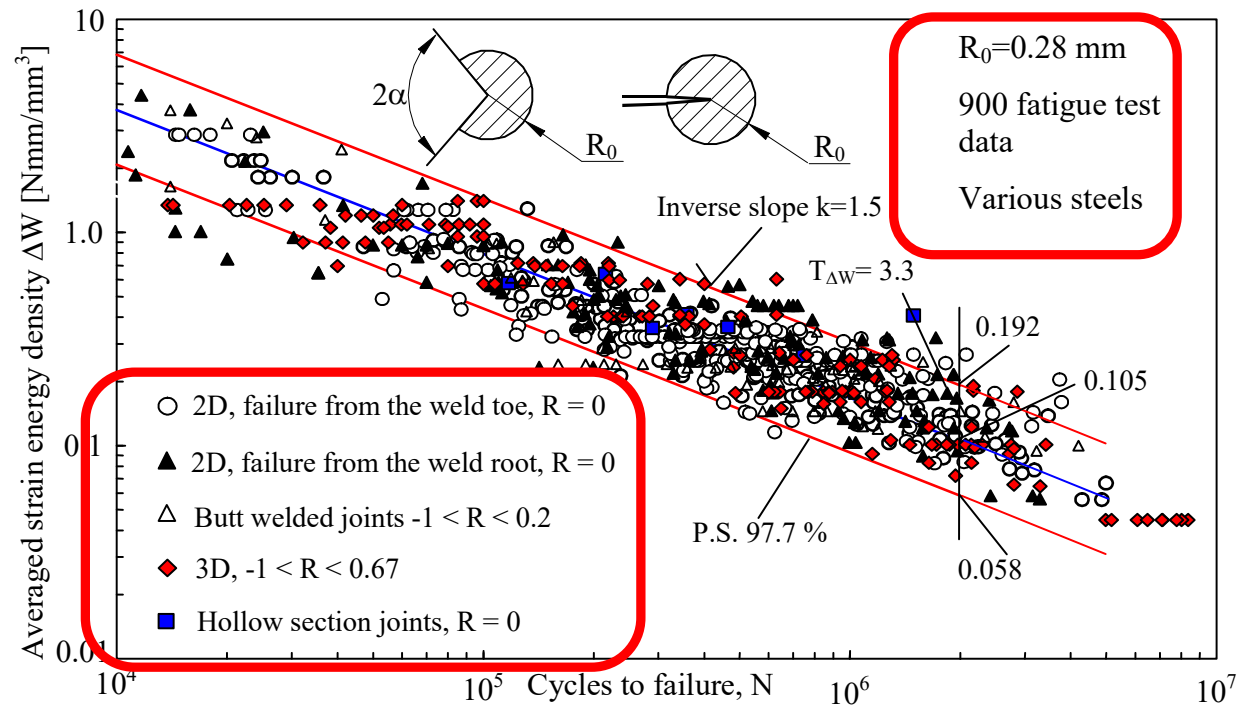 Averaged strain energy density ΔW [Nmm/mm³]
10
1.0
0.1
0.01
2α
R₀
R₀
R₀=0.28 mm
900 fatigue test
data
Various steels
Inverse slope k=1.5
T_ΔW= 3.3
0.192
0.105
0.058
P.S. 97.7 %
2D, failure from the weld toe, R = 0
2D, failure from the weld root, R = 0
Butt welded joints -1 < R < 0.2
3D, -1 < R < 0.67
Hollow section joints, R = 0
10⁴
10⁵
10⁶
10⁷
Cycles to failure, N